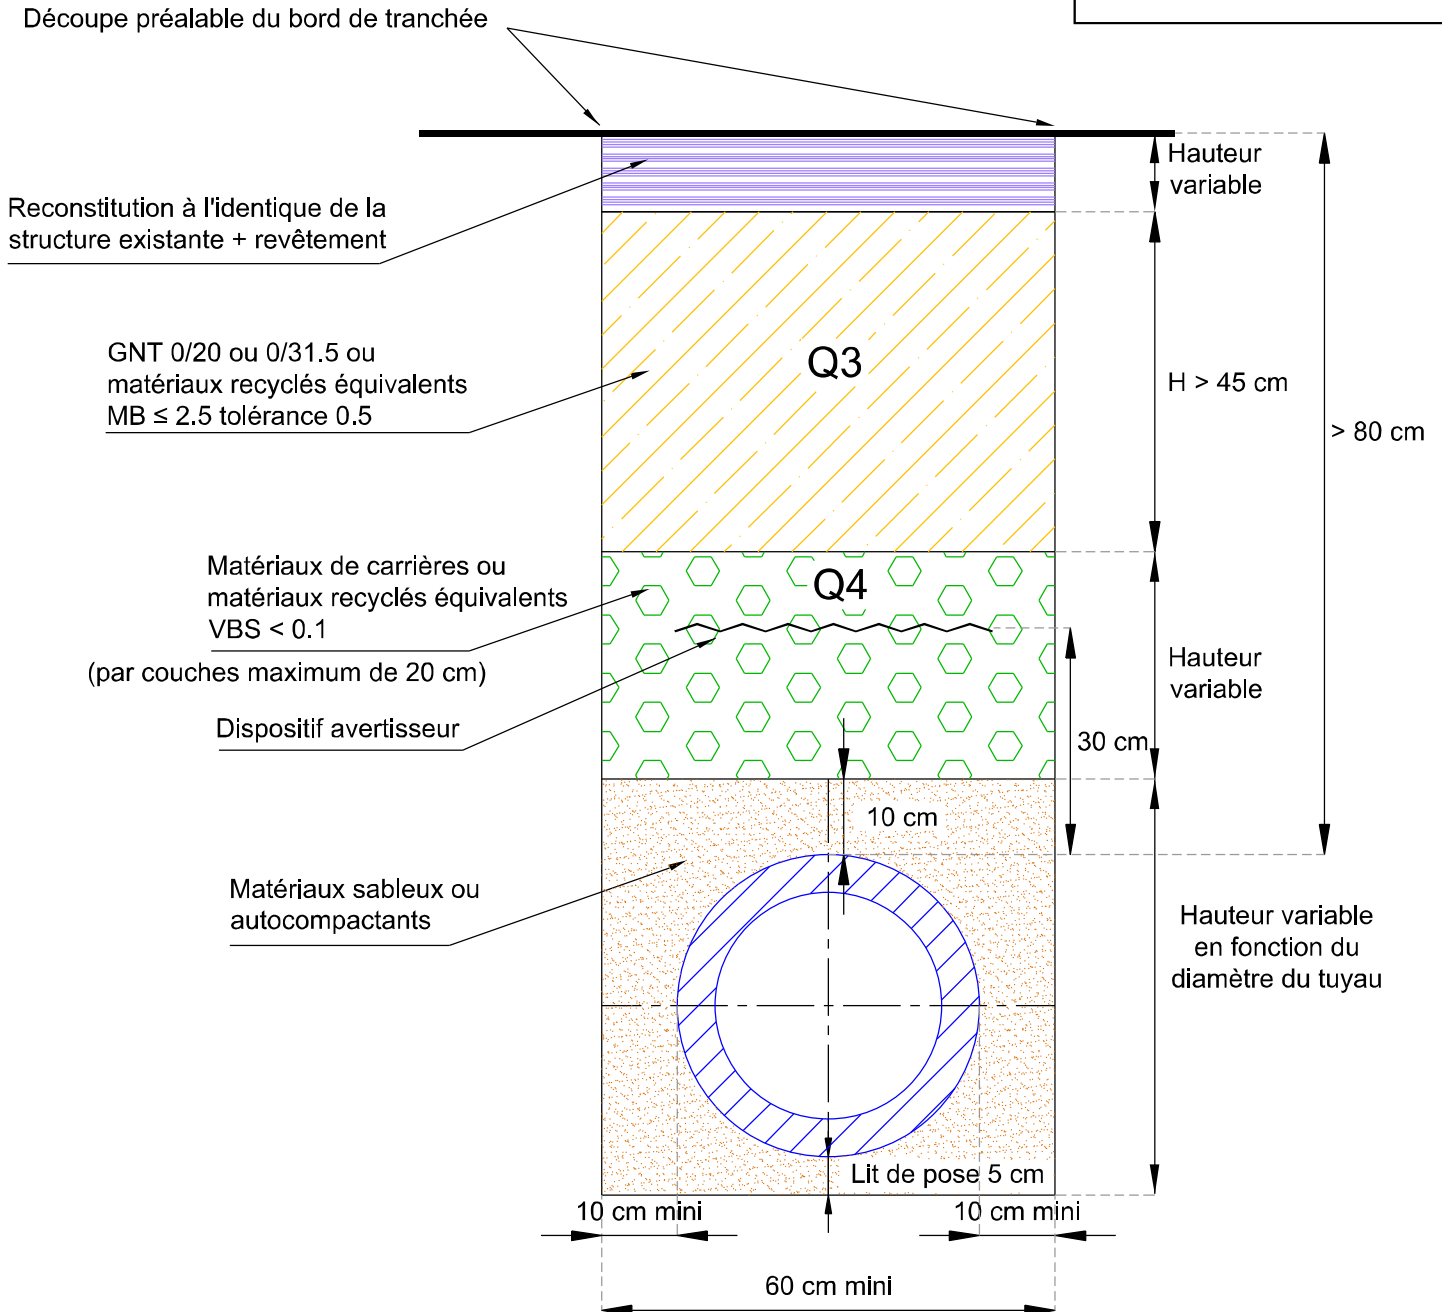 Découpe préalable du bord de tranchée
Hauteur
variable
Reconstitution à l'identique de la
structure existante + revêtement
GNT 0/20 ou 0/31.5 ou
matériaux recyclés équivalents
MB ≤ 2.5 tolérance 0.5
Q3
H > 45 cm
> 80 cm
Matériaux de carrières ou
matériaux recyclés équivalents
VBS < 0.1
(par couches maximum de 20 cm)
Q4
Hauteur
variable
Dispositif avertisseur
30 cm
10 cm
Matériaux sableux ou
autocompactants
Hauteur variable
en fonction du
diamètre du tuyau
Lit de pose 5 cm
10 cm mini
10 cm mini
60 cm mini